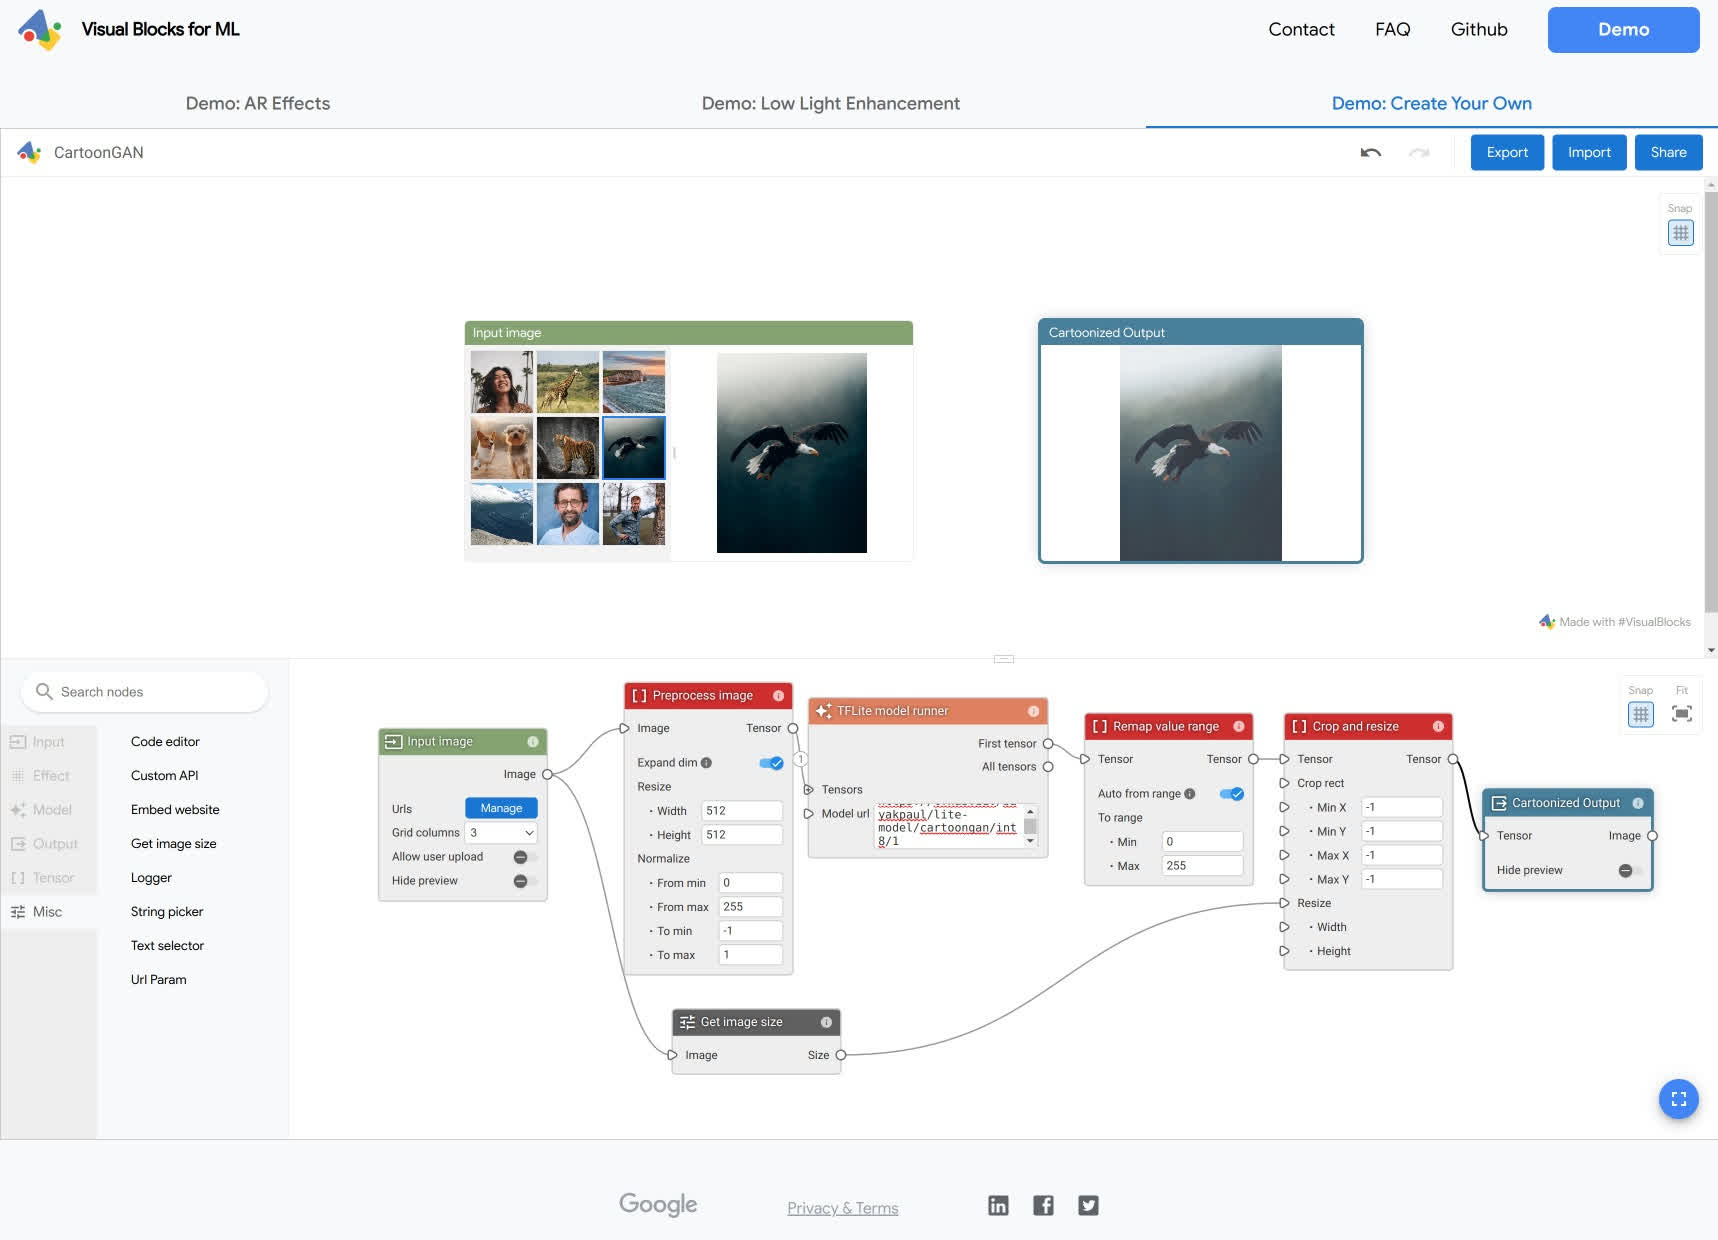 Visual Blocks for ML
Contact
FAQ
Github
Demo
Demo: AR Effects
Demo: Low Light Enhancement
Demo: Create Your Own
CartoonGAN
Export
Import
Share
Snap
Input image
Cartoonized Output
Made with #VisualBlocks
Search nodes
Input
Effect
Model
Output
Tensor
Misc
Code editor
Custom API
Embed website
Get image size
Logger
String picker
Text selector
Url Param
Input image
Image
Urls
Manage
Grid columns 3
Allow user upload
Hide preview
[ ] Preprocess image
Image Tensor
Expand dim
Resize
· Width 512
· Height 512
Normalize
· From min 0
· From max 255
· To min -1
· To max 1
1
TFLite model runner
First tensor
All tensors
Tensors
Model url
yakpaul/lite-
model/cartoongan/int
8/1
[ ] Remap value range
Tensor Tensor
Auto from range
To range
· Min 0
· Max 255
[ ] Crop and resize
Tensor Tensor
Crop rect
· Min X -1
· Min Y -1
· Max X -1
· Max Y -1
Resize
· Width
· Height
Cartoonized Output
Tensor Image
Hide preview
Get image size
Image Size
Snap
Fit
Google
Privacy & Terms